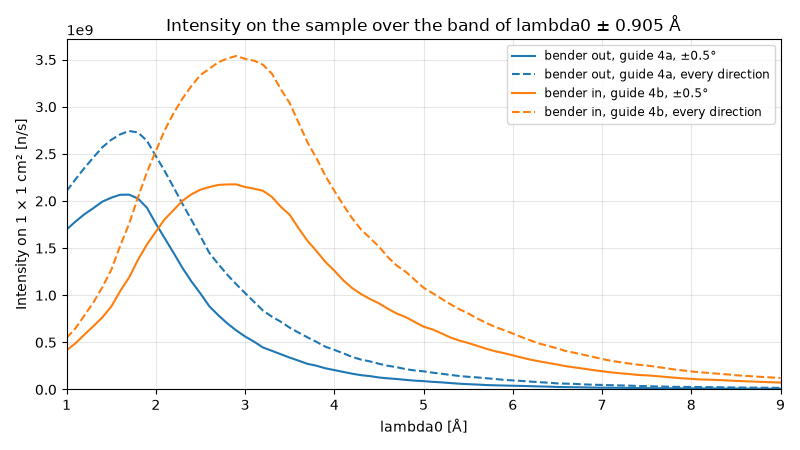 Intensity on the sample over the band of lambda0 ± 0.905 Å
1e9
bender out, guide 4a, ±0.5°
bender out, guide 4a, every direction
bender in, guide 4b, ±0.5°
bender in, guide 4b, every direction
Intensity on 1 × 1 cm² [n/s]
3.5
3.0
2.5
2.0
1.5
1.0
0.5
0.0
1 2 3 4 5 6 7 8 9
lambda0 [Å]